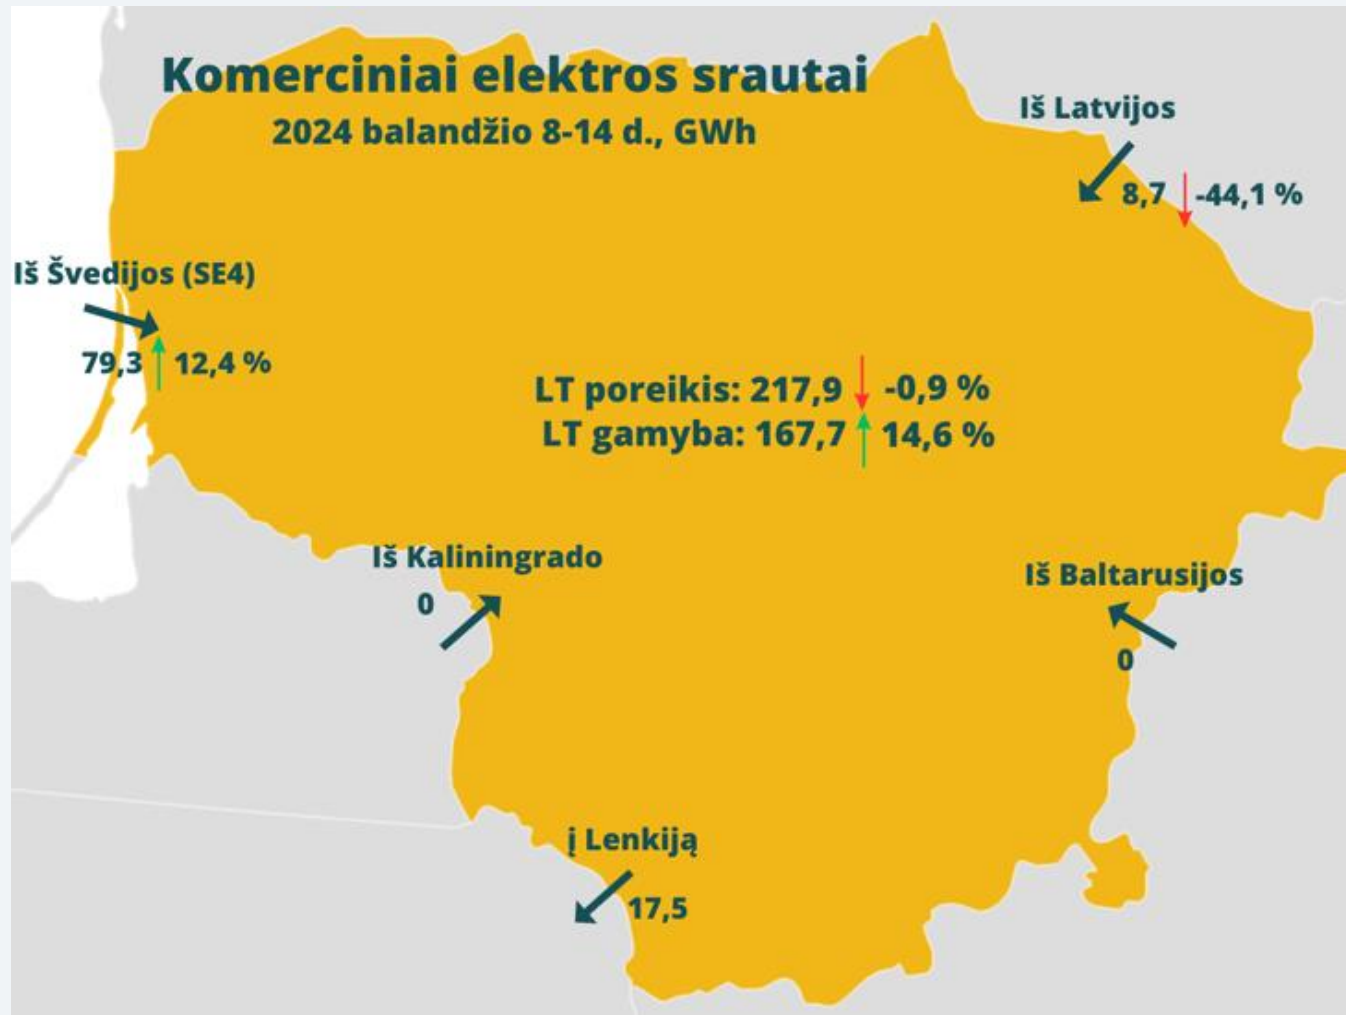 Komerciniai elektros srautai
2024 balandžio 8-14 d., GWh
Iš Latvijos
8,7 -44,1 %
Iš Švedijos (SE4)
79,3 12,4 %
LT poreikis: 217,9 -0,9 %
LT gamyba: 167,7 14,6 %
Iš Kaliningrado
0
Iš Baltarusijos
0
į Lenkiją
17,5